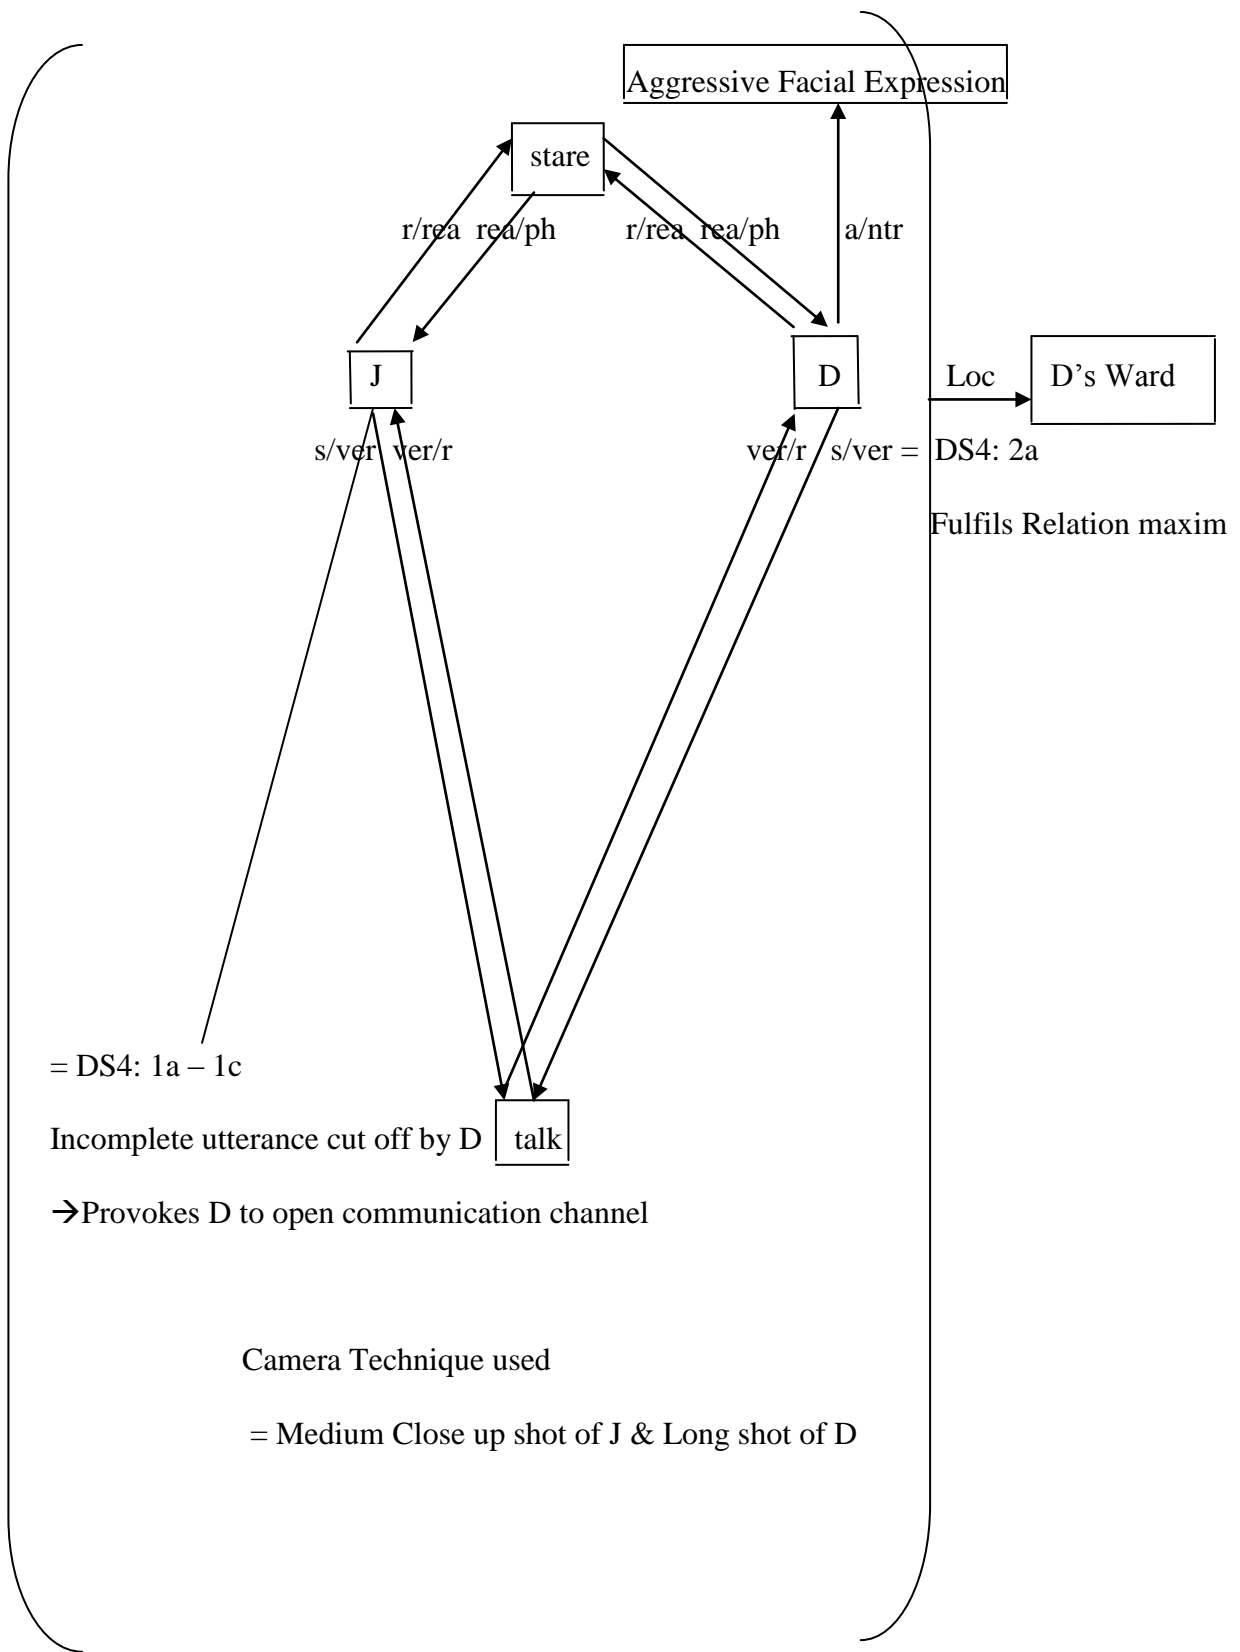 Aggressive Facial Expression
stare
r/rea rea/ph r/rea rea/ph a/ntr
J D Loc D’s Ward
s/ver ver/r ver/r s/ver = DS4: 2a
Fulfils Relation maxim
= DS4: 1a – 1c
Incomplete utterance cut off by D talk
→Provokes D to open communication channel
Camera Technique used
= Medium Close up shot of J & Long shot of D